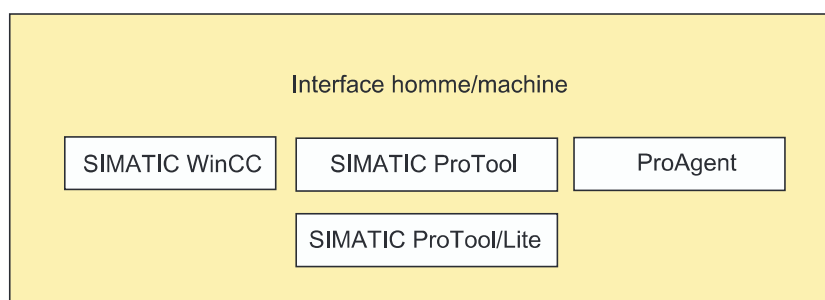 Interface homme/machine
SIMATIC WinCC
SIMATIC ProTool
ProAgent
SIMATIC ProTool/Lite